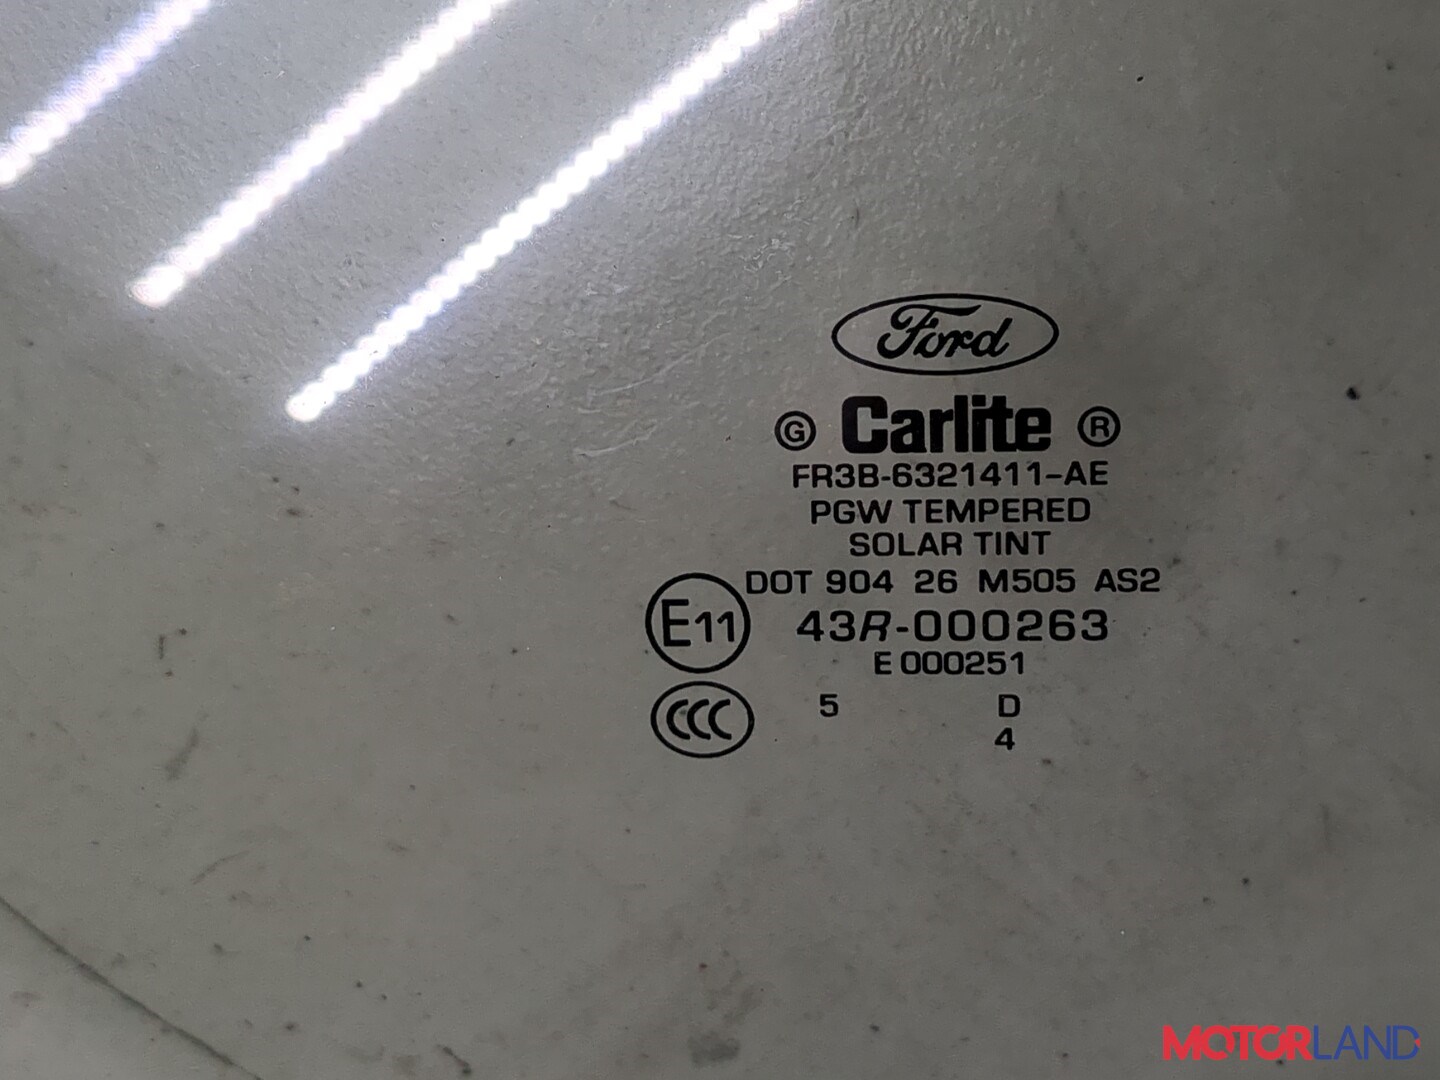 Ford
G Carlite R
FR3B-6321411-AE
PGW TEMPERED
SOLAR TINT
DOT 904 26 M505 AS2
E11 43R-000263
E 000251
CCC 5 D
4
MOTORLAND